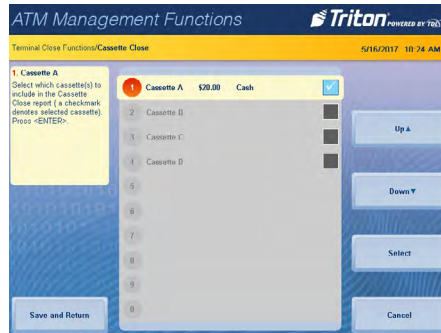 ATM Management Functions
Triton POWERED BY
Terminal Close Functions/Cassette Close
5/16/2017 10:24 AM
1. Cassette A
Select which cassette(s) to
include in the Cassette
Close report ( a checkmark
denotes selected cassette).
Press <ENTER>.
1 Cassette A $20.00 Cash
2 Cassette B
3 Cassette C
4 Cassette D
5
6
7
8
9
0
Up▲
Down▼
Select
Save and Return
Cancel